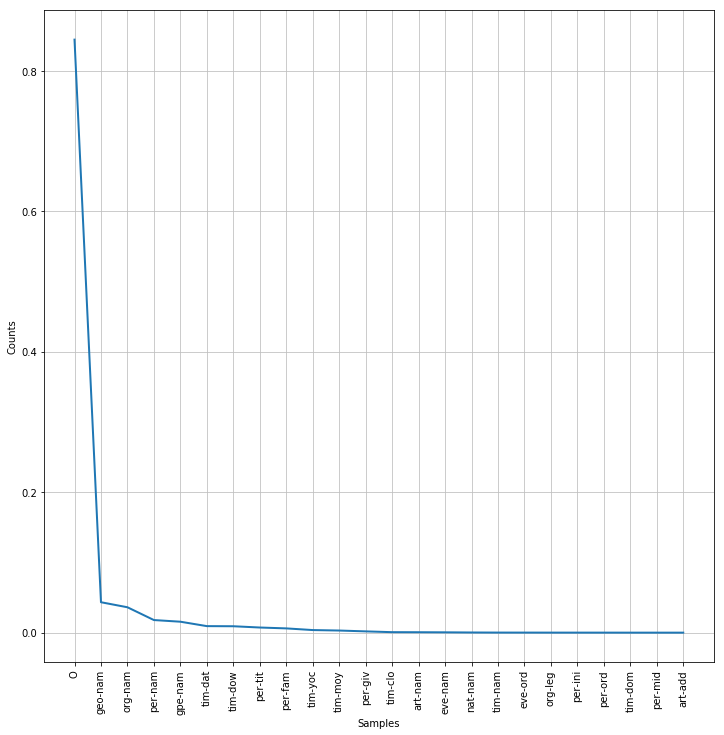 0.8
0.6
0.4
0.2
0.0
Counts
O
geo-nam
org-nam
per-nam
gpe-nam
tim-dat
tim-dow
per-tit
per-fam
tim-yoc
tim-moy
per-giv
tim-clo
art-nam
eve-nam
nat-nam
tim-nam
eve-ord
org-leg
per-ini
per-ord
tim-dom
per-mid
art-add
Samples